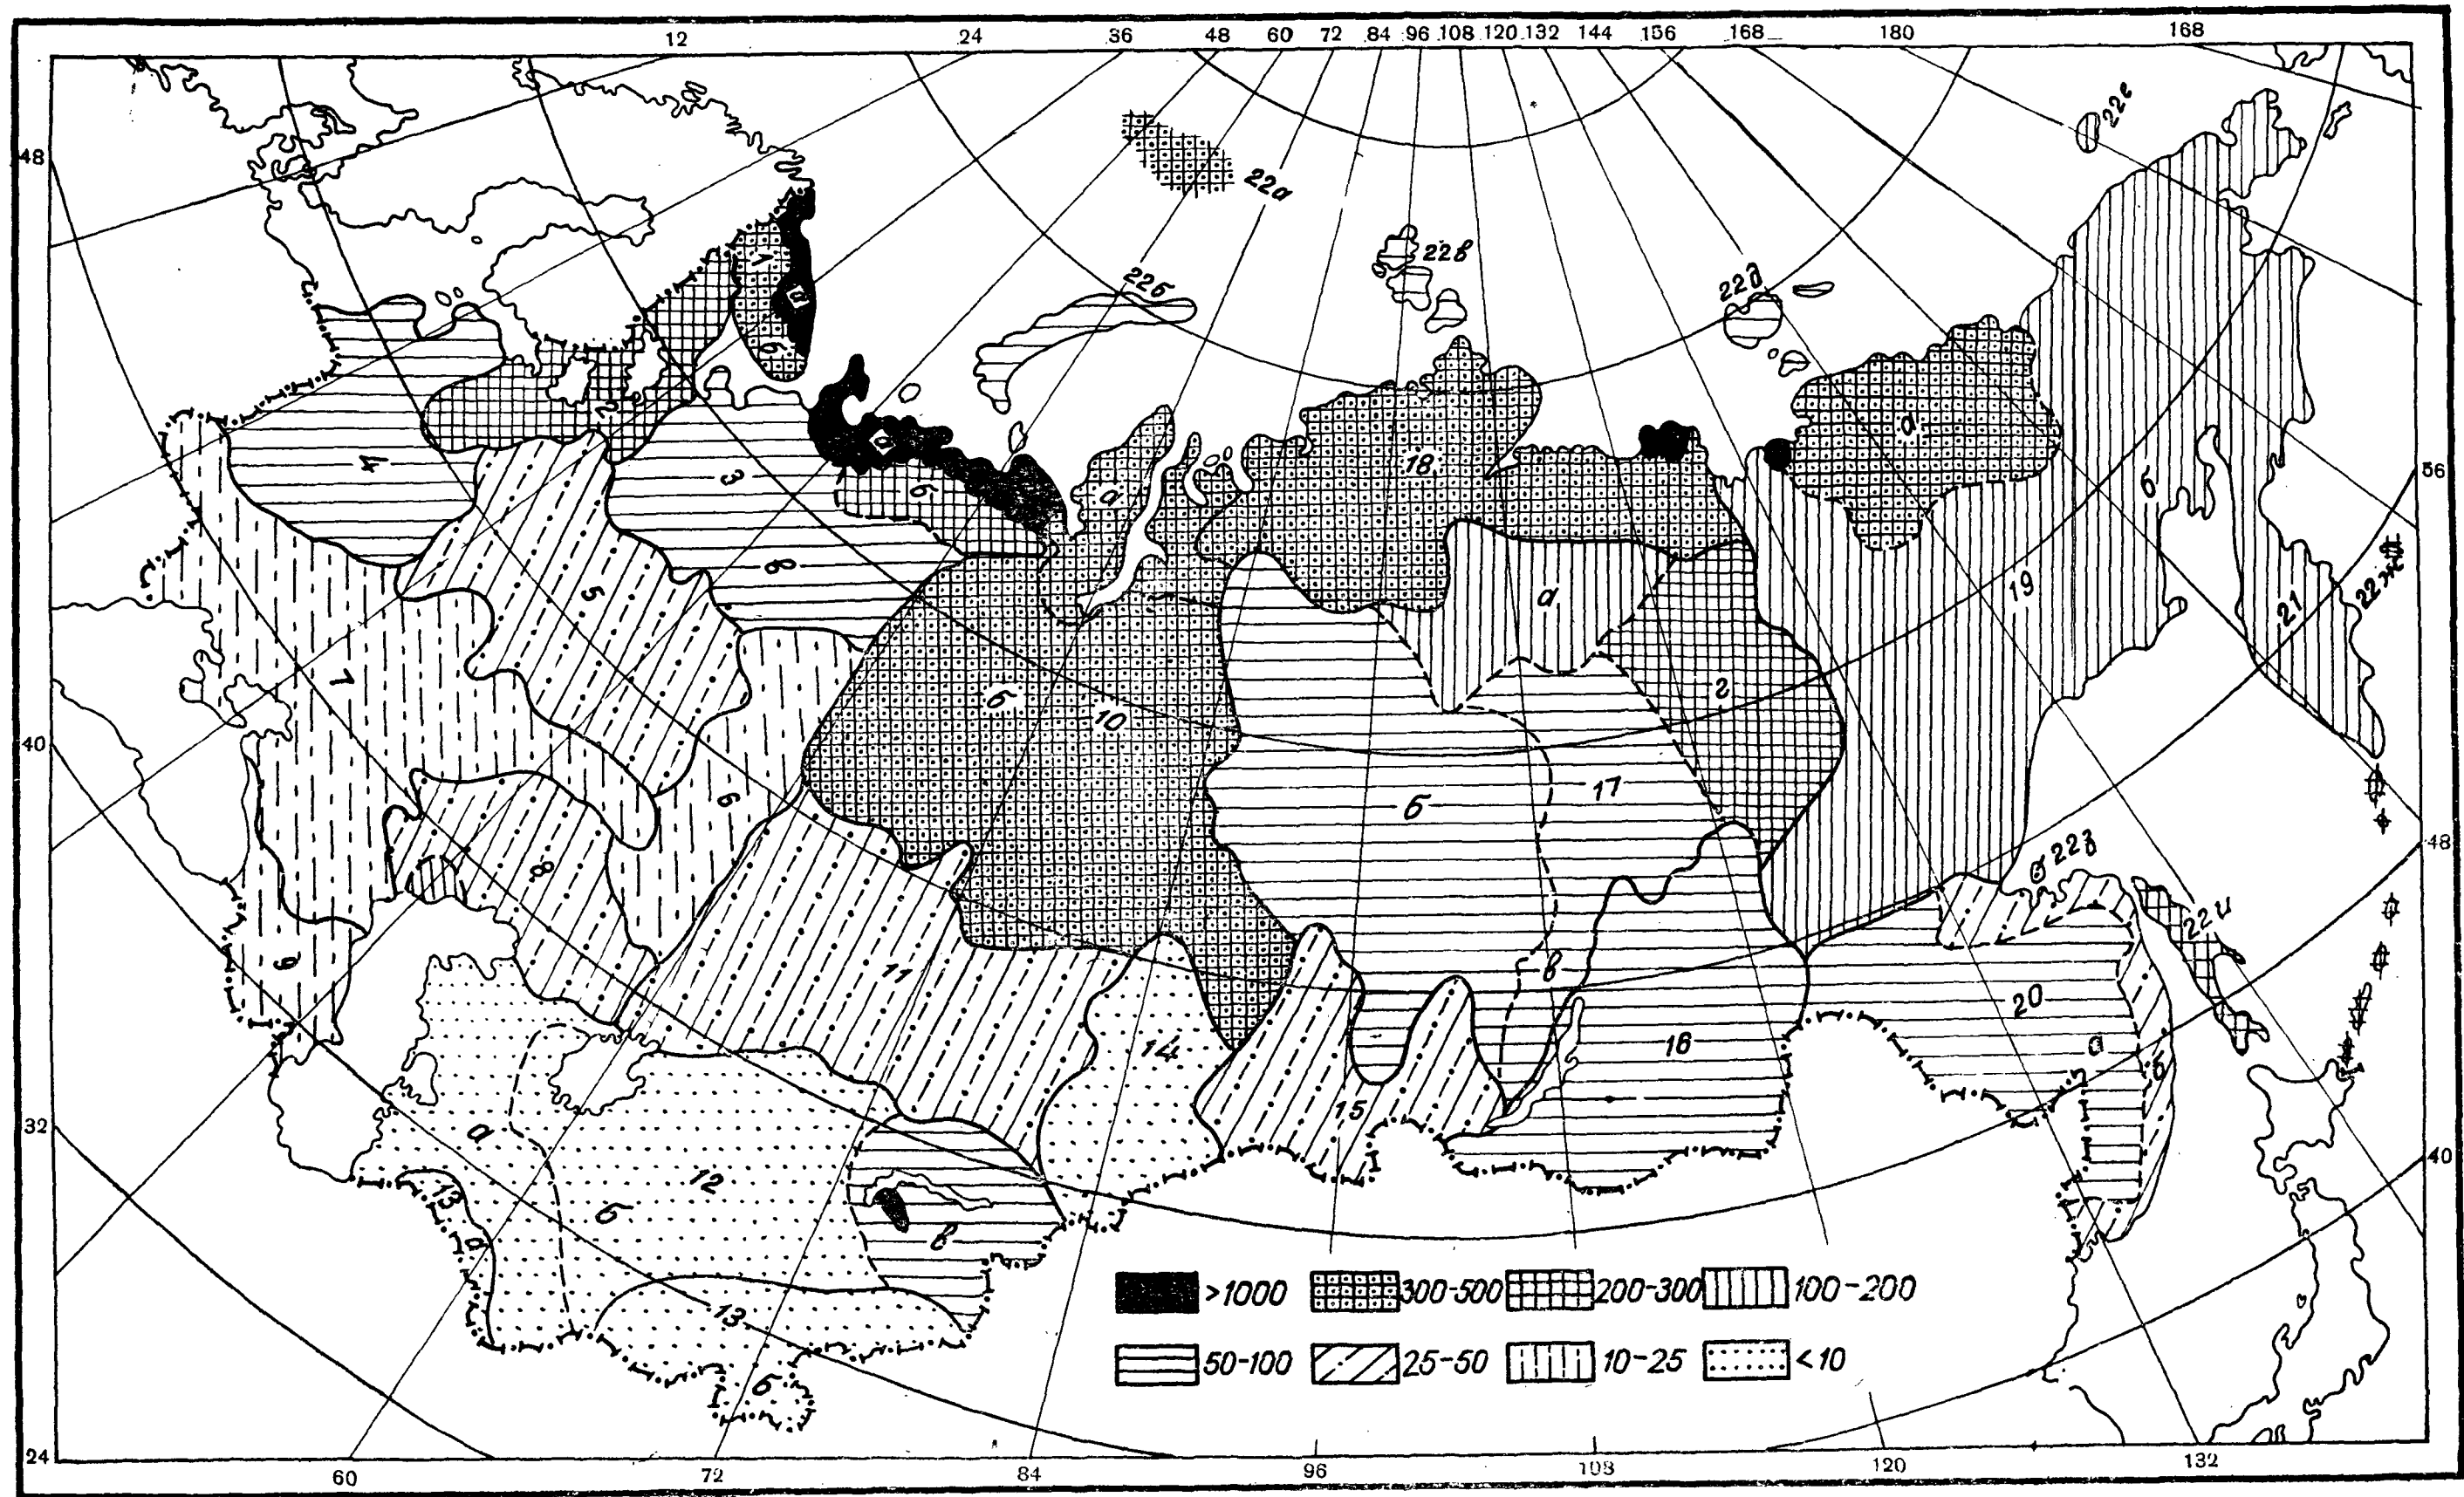 12 24 36 48 60 72 84 96 108 120 132 144 156 168 180 168
48
22е
22а
22в
22б
22д
1
а
б
2
4
3
а
б
в
а
18
а
б
56
5
а
19
22ж
21
7
б
10
г
40
6
б
17
48
8
22з
22и
9
11
в
20
14
16
а
б
15
32
а
12
40
13
а
б
в
13
б
>1000 300-500 200-300 100-200
50-100 25-50 10-25 <10
24
60 72 84 96 108 120 132